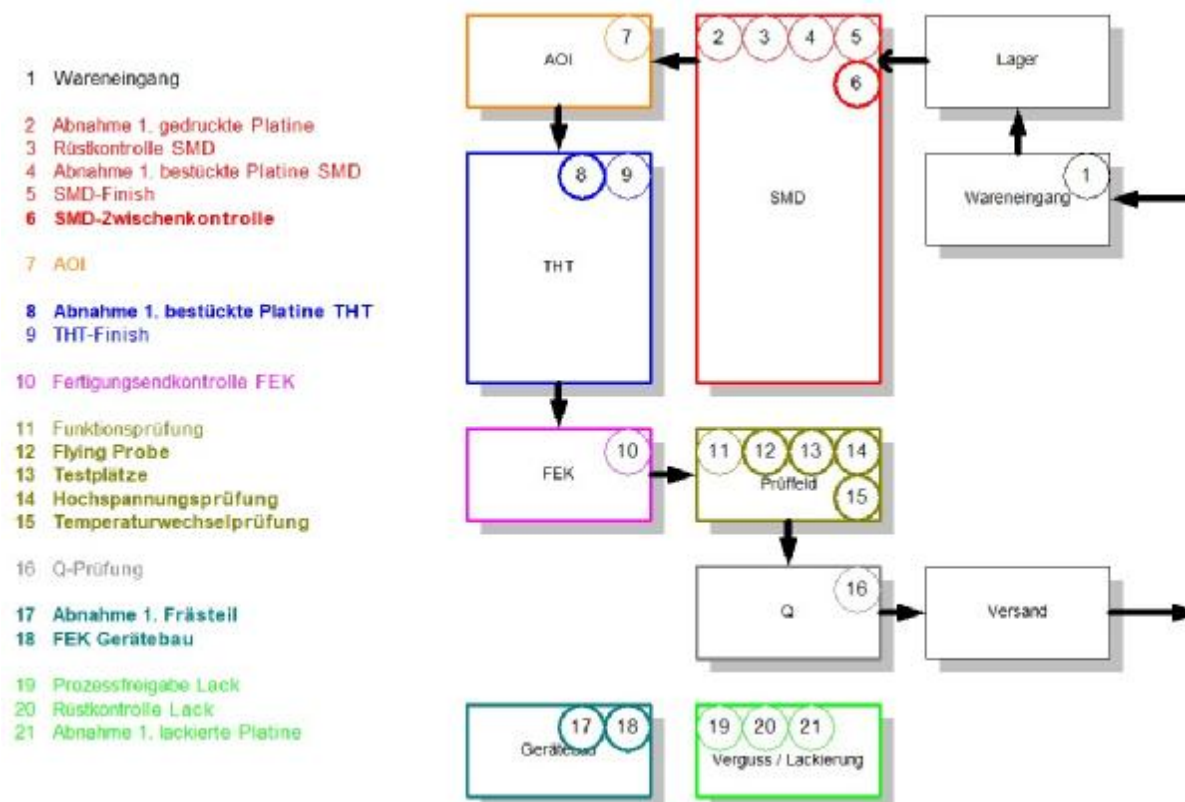 1 Wareneingang
2 Abnahme 1. gedruckte Platine
3 Rüstkontrolle SMD
4 Abnahme 1. bestückte Platine SMD
5 SMD-Finish
6 SMD-Zwischenkontrolle
7 AOI
8 Abnahme 1. bestückte Platine THT
9 THT-Finish
10 Fertigungsendkontrolle FEK
11 Funktionsprüfung
12 Flying Probe
13 Testplätze
14 Hochspannungsprüfung
15 Temperaturwechselprüfung
16 Q-Prüfung
17 Abnahme 1. Frästeil
18 FEK Gerätebau
19 Prozessfreigabe Lack
20 Rüstkontrolle Lack
21 Abnahme 1. lackierte Platine
AOI
7
2 3 4 5
6
SMD
Lager
1
Wareneingang
8 9
THT
10
FEK
11 12 13 14
15
Prüffeld
16
Q
Versand
17 18
Gerätebau
19 20 21
Verguss / Lackierung